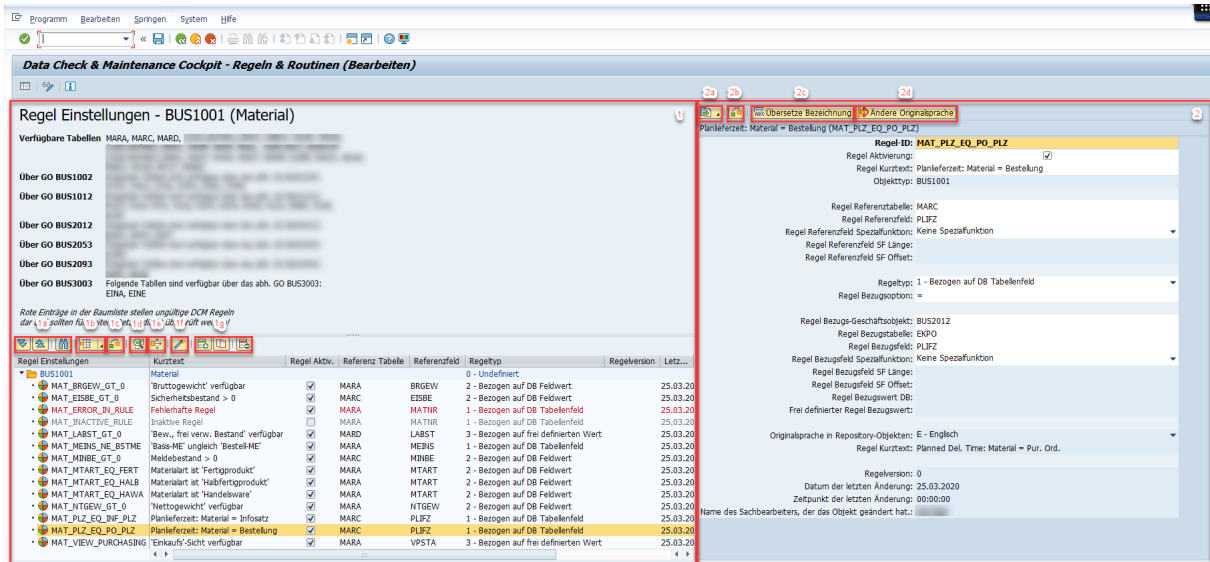 Programm Bearbeiten Springen System Hilfe
Data Check & Maintenance Cockpit - Regeln & Routinen (Bearbeiten)
Regel Einstellungen - BUS1001 (Material)
1
Verfügbare Tabellen MARA, MARC, MARD,
Über GO BUS1002
Über GO BUS1012
Über GO BUS2012
Über GO BUS2053
Über GO BUS2093
Über GO BUS3003 Folgende Tabllen sind verfügbar über das abh. GO BUS3003:
EINA, EINE
Rote Einträge in der Baumliste stellen ungültige DCM Regeln
1a 1b 1c 1d 1e 1f 1g
Regel Einstellungen Kurztext Regel Aktiv. Referenz Tabelle Referenzfeld Regeltyp Regelversion Letz...
BUS1001 Material 0 - Undefiniert
MAT_BRGEW_GT_0 'Bruttogewicht' verfügbar MARA BRGEW 2 - Bezogen auf DB Feldwert 25.03.20
MAT_EISBE_GT_0 Sicherheitsbestand > 0 MARC EISBE 2 - Bezogen auf DB Feldwert 25.03.20
MAT_ERROR_IN_RULE Fehlerhafte Regel MARA MATNR 1 - Bezogen auf DB Tabellenfeld 25.03.20
MAT_INACTIVE_RULE Inaktive Regel MARA MATNR 1 - Bezogen auf DB Tabellenfeld 25.03.20
MAT_LABST_GT_0 'Bew., frei verw. Bestand' verfügbar MARD LABST 3 - Bezogen auf frei definierten Wert 25.03.20
MAT_MEINS_NE_BSTME 'Basis-ME' ungleich 'Bestell-ME' MARA MEINS 1 - Bezogen auf DB Tabellenfeld 25.03.20
MAT_MINBE_GT_0 Meldebestand > 0 MARC MINBE 2 - Bezogen auf DB Feldwert 25.03.20
MAT_MTART_EQ_FERT Materialart ist 'Fertigprodukt' MARA MTART 2 - Bezogen auf DB Feldwert 25.03.20
MAT_MTART_EQ_HALB Materialart ist 'Halbfertigprodukt' MARA MTART 2 - Bezogen auf DB Feldwert 25.03.20
MAT_MTART_EQ_HAWA Materialart ist 'Handelsware' MARA MTART 2 - Bezogen auf DB Feldwert 25.03.20
MAT_NTGEW_GT_0 'Nettogewicht' verfügbar MARA NTGEW 2 - Bezogen auf DB Feldwert 25.03.20
MAT_PLZ_EQ_INF_PLZ Planlieferzeit: Material = Infosatz MARC PLIFZ 1 - Bezogen auf DB Tabellenfeld 25.03.20
MAT_PLZ_EQ_PO_PLZ Planlieferzeit: Material = Bestellung MARC PLIFZ 1 - Bezogen auf DB Tabellenfeld 25.03.20
MAT_VIEW_PURCHASING 'Einkaufs'-Sicht verfügbar MARA VPSTA 3 - Bezogen auf frei definierten Wert 25.03.20
2a 2b 2c 2d
Übersetze Bezeichnung Ändere Originalsprache 2
Planlieferzeit: Material = Bestellung (MAT_PLZ_EQ_PO_PLZ)
Regel-ID: MAT_PLZ_EQ_PO_PLZ
Regel Aktivierung:
Regel Kurztext: Planlieferzeit: Material = Bestellung
Objekttyp: BUS1001
Regel Referenztabelle: MARC
Regel Referenzfeld: PLIFZ
Regel Referenzfeld Spezialfunktion: Keine Spezialfunktion
Regel Referenzfeld SF Länge:
Regel Referenzfeld SF Offset:
Regeltyp: 1 - Bezogen auf DB Tabellenfeld
Regel Bezugsoption: =
Regel Bezugs-Geschäftsobjekt: BUS2012
Regel Bezugstabelle: EKPO
Regel Bezugsfeld: PLIFZ
Regel Bezugsfeld Spezialfunktion: Keine Spezialfunktion
Regel Bezugsfeld SF Länge:
Regel Bezugsfeld SF Offset:
Regel Bezugswert DB:
Frei definierter Regel Bezugswert:
Originalsprache in Repository-Objekten: E - Englisch
Regel Kurztext: Planned Del. Time: Material = Pur. Ord.
Regelversion: 0
Datum der letzten Änderung: 25.03.2020
Zeitpunkt der letzten Änderung: 00:00:00
Name des Sachbearbeiters, der das Objekt geändert hat.: